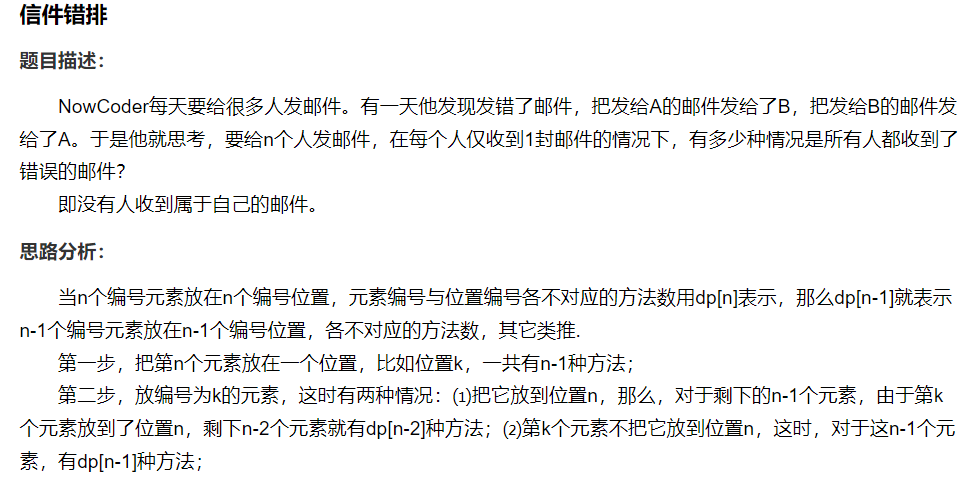 信件错排
题目描述：
NowCoder每天要给很多人发邮件。有一天他发现发错了邮件，把发给A的邮件发给了B，把发给B的邮件发
给了A。于是他就思考，要给n个人发邮件，在每个人仅收到1封邮件的情况下，有多少种情况是所有人都收到了
错误的邮件？
即没有人收到属于自己的邮件。
思路分析：
当n个编号元素放在n个编号位置，元素编号与位置编号各不对应的方法数用dp[n]表示，那么dp[n-1]就表示
n-1个编号元素放在n-1个编号位置，各不对应的方法数，其它类推.
第一步，把第n个元素放在一个位置，比如位置k，一共有n-1种方法；
第二步，放编号为k的元素，这时有两种情况：⑴把它放到位置n，那么，对于剩下的n-1个元素，由于第k
个元素放到了位置n，剩下n-2个元素就有dp[n-2]种方法；⑵第k个元素不把它放到位置n，这时，对于这n-1个元
素，有dp[n-1]种方法；